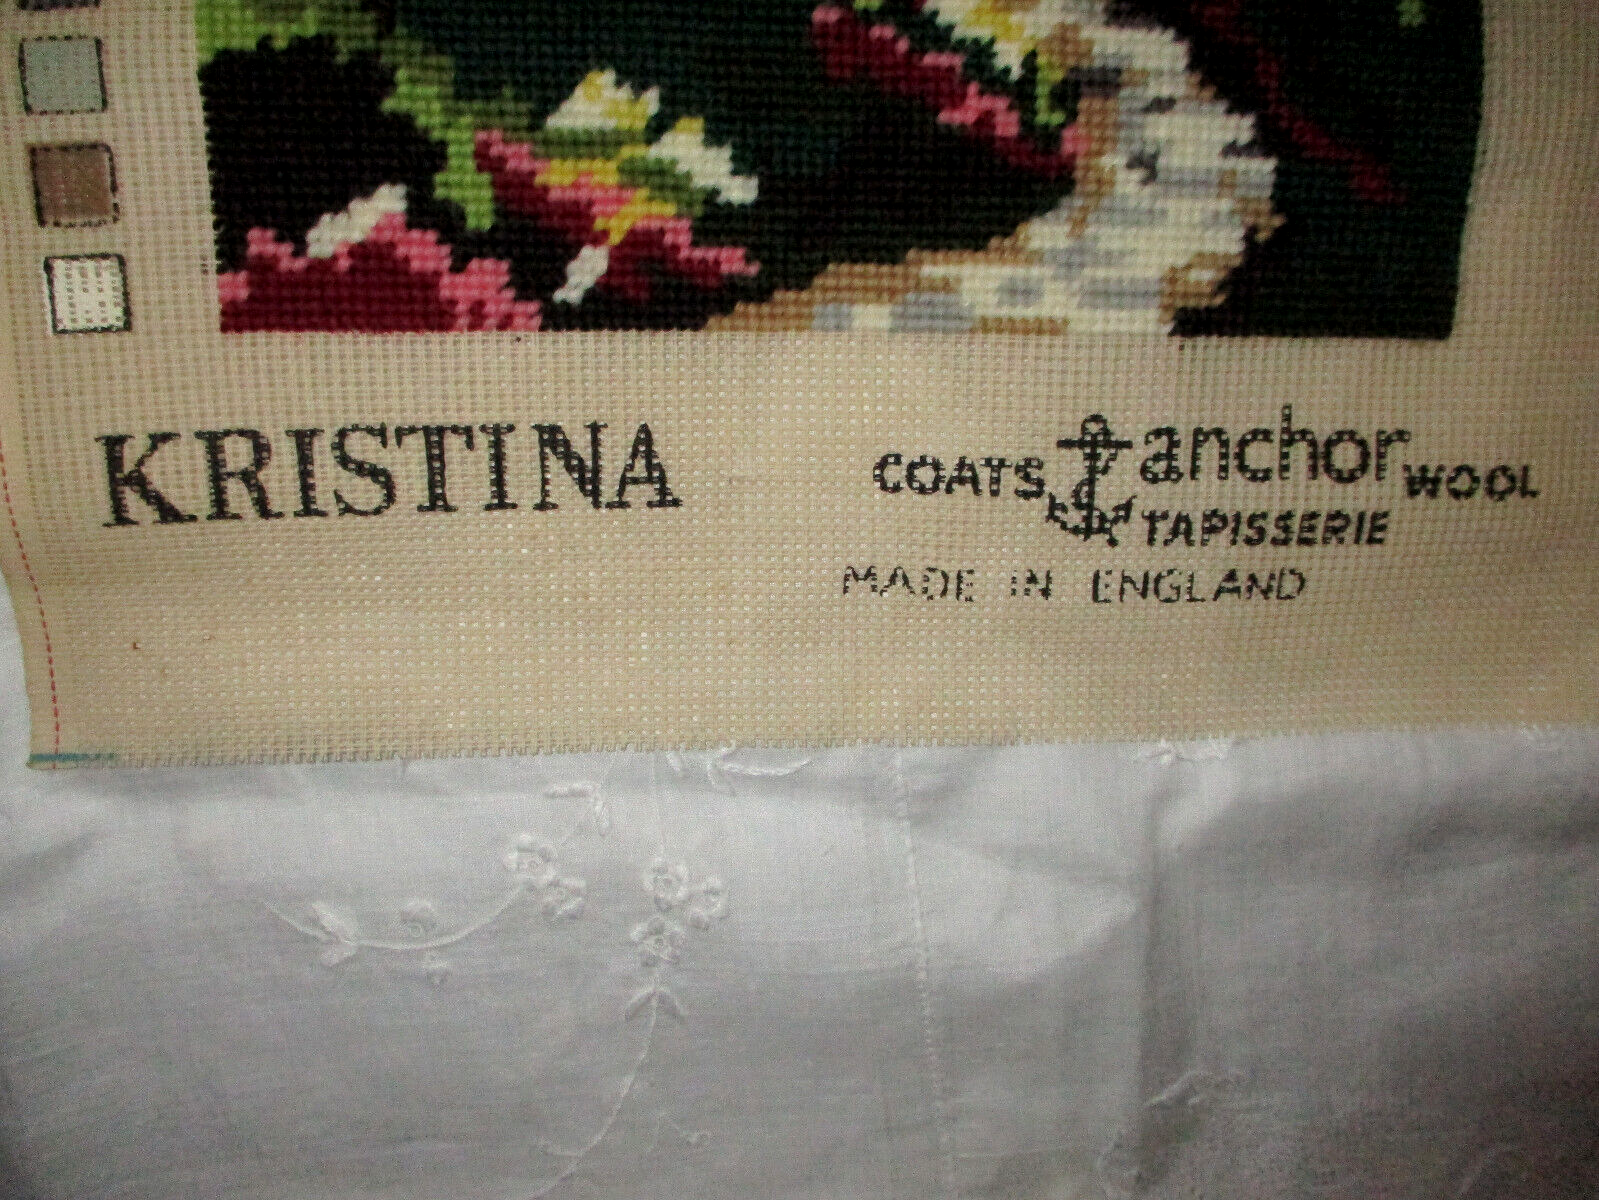 KRISTINA
COATS anchor WOOL
TAPISSERIE
MADE IN ENGLAND